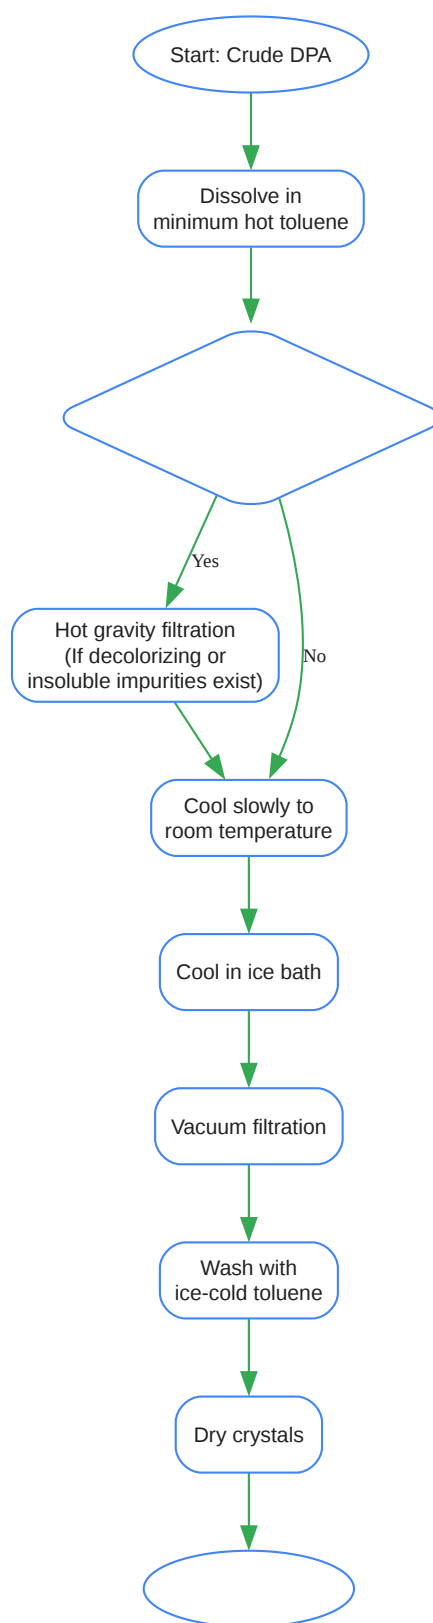 Start: Crude DPA
Dissolve in
minimum hot toluene
Yes
Hot gravity filtration
(If decolorizing or
insoluble impurities exist)
No
Cool slowly to
room temperature
Cool in ice bath
Vacuum filtration
Wash with
ice-cold toluene
Dry crystals